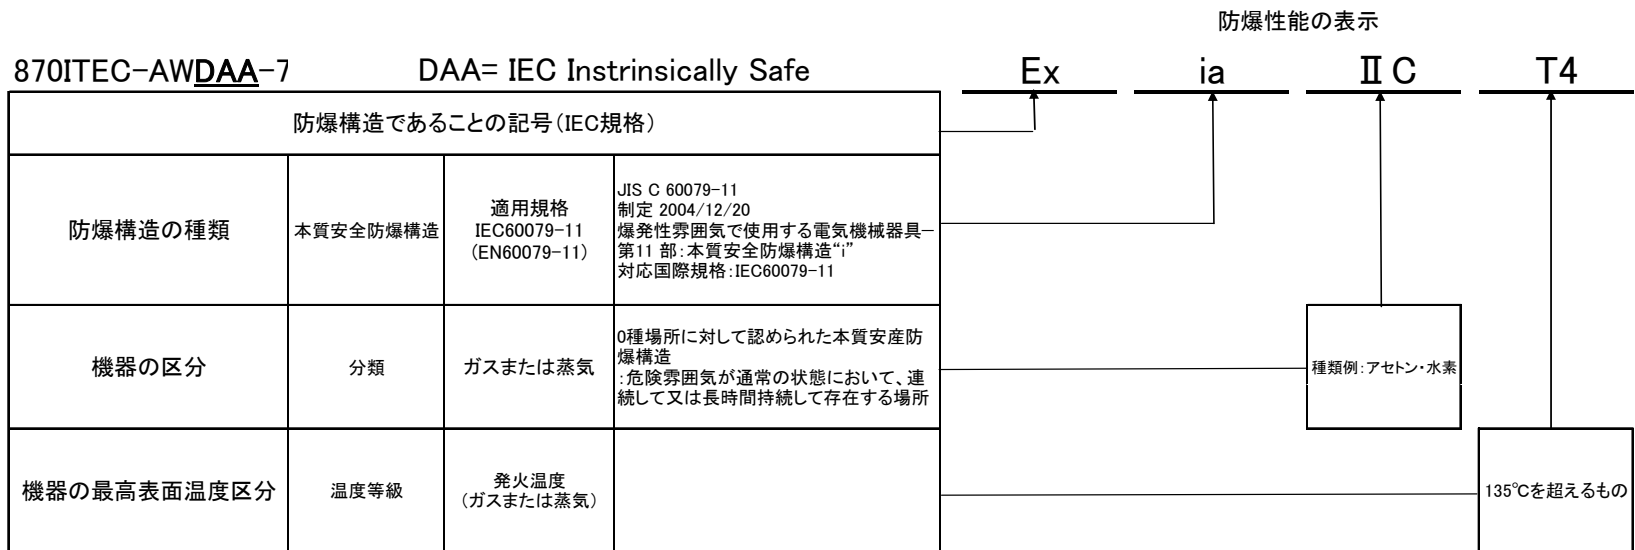 防爆性能の表示
870ITEC-AWDAA-7 DAA= IEC Instrinsically Safe Ex ia ⅡC T4
防爆構造であることの記号(IEC規格)
防爆構造の種類
本質安全防爆構造
適用規格
IEC60079-11
(EN60079-11)
JIS C 60079-11
制定 2004/12/20
爆発性雰囲気で使用する電気機械器具-
第11 部:本質安全防爆構造“i”
対応国際規格:IEC60079-11
機器の区分
分類
ガスまたは蒸気
0種場所に対して認められた本質安産防
爆構造
:危険雰囲気が通常の状態において、連
続して又は長時間持続して存在する場所
種類例:アセトン・水素
機器の最高表面温度区分
温度等級
発火温度
(ガスまたは蒸気)
135℃を超えるもの